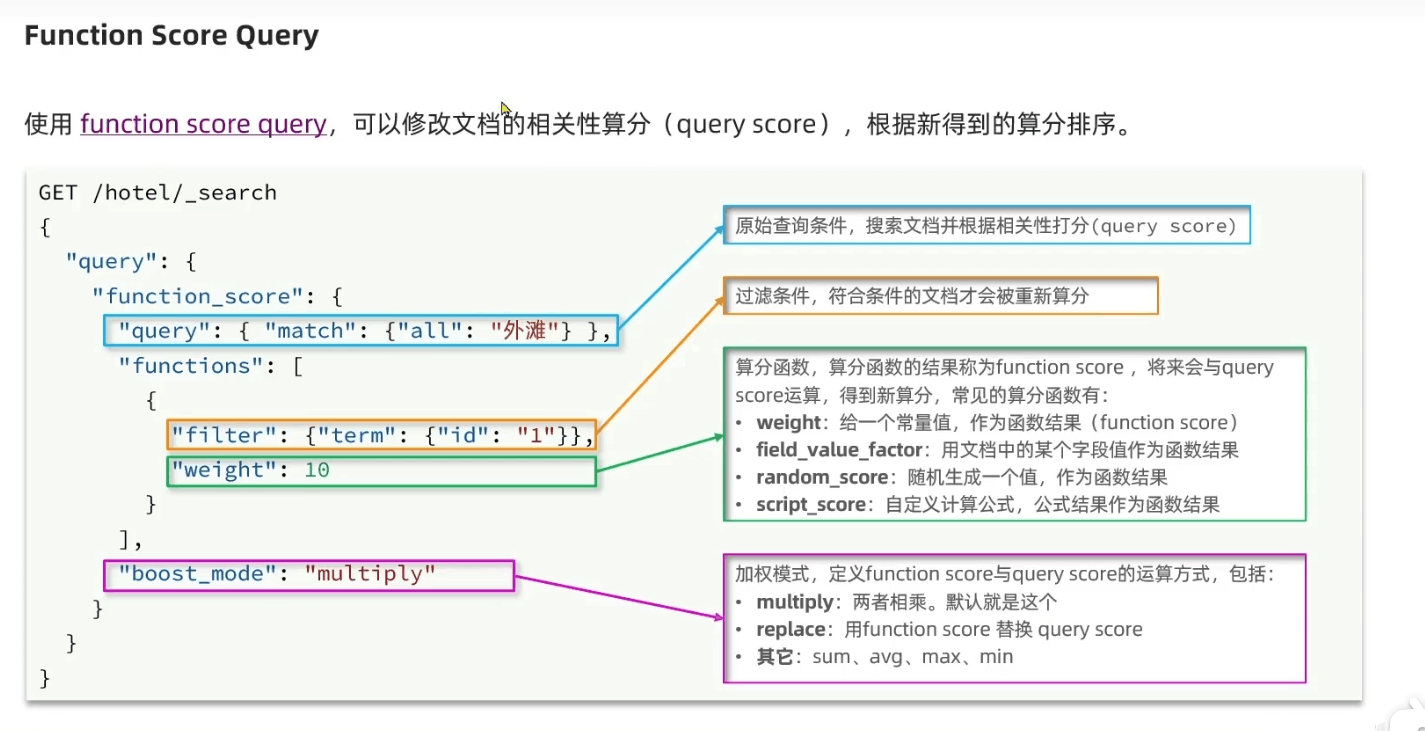 Function Score Query
使用 function score query，可以修改文档的相关性算分（query score），根据新得到的算分排序。
GET /hotel/_search
{
"query": {
"function_score": {
"query": { "match": {"all": "外滩"} },
"functions": [
{
"filter": {"term": {"id": "1"}},
"weight": 10
}
],
"boost_mode": "multiply"
}
}
}
原始查询条件，搜索文档并根据相关性打分(query score)
过滤条件，符合条件的文档才会被重新算分
算分函数，算分函数的结果称为function score ，将来会与query
score运算，得到新算分，常见的算分函数有：
• weight：给一个常量值，作为函数结果（function score）
• field_value_factor：用文档中的某个字段值作为函数结果
• random_score：随机生成一个值，作为函数结果
• script_score：自定义计算公式，公式结果作为函数结果
加权模式，定义function score与query score的运算方式，包括：
• multiply：两者相乘。默认就是这个
• replace：用function score 替换 query score
• 其它：sum、avg、max、min